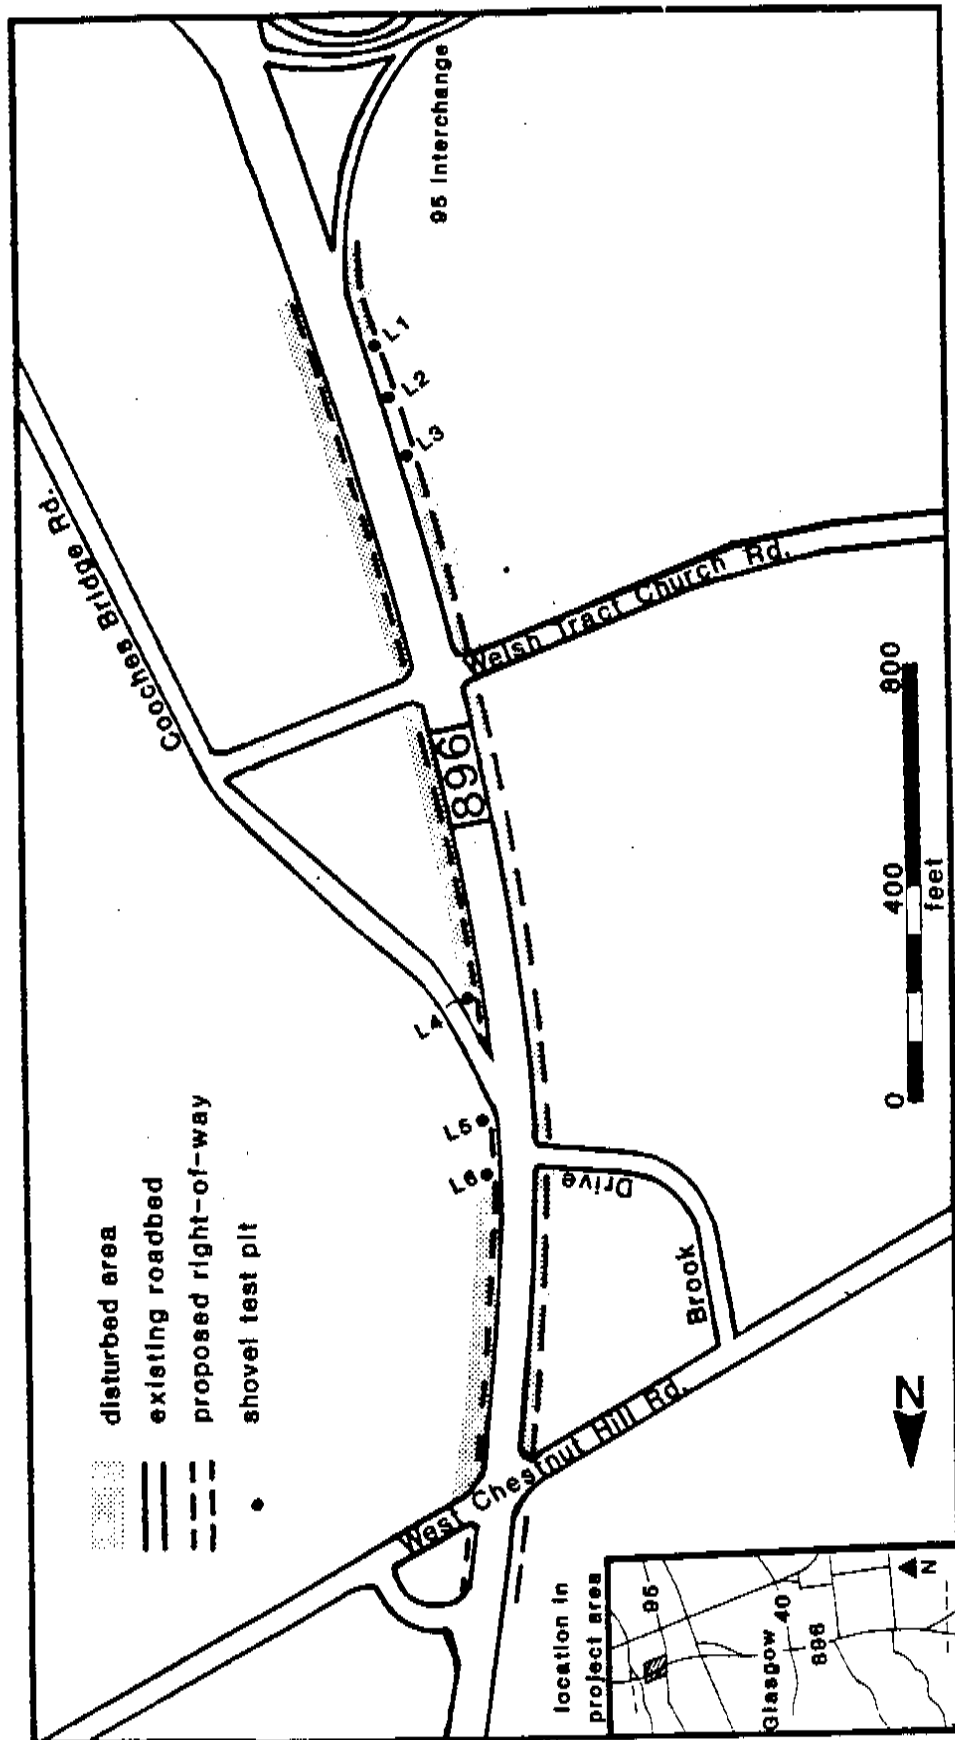 disturbed area
existing roadbed
proposed right-of-way
shovel test pit
Cooches Bridge Rd.
95 Interchange
L1
L2
L3
L4
L5
L6
896
Welsh Tract Church Rd.
Drive
Brook
West Chestnut Hill Rd.
0 400 800
feet
N
location in
project area
95
40
Glasgow
896
N